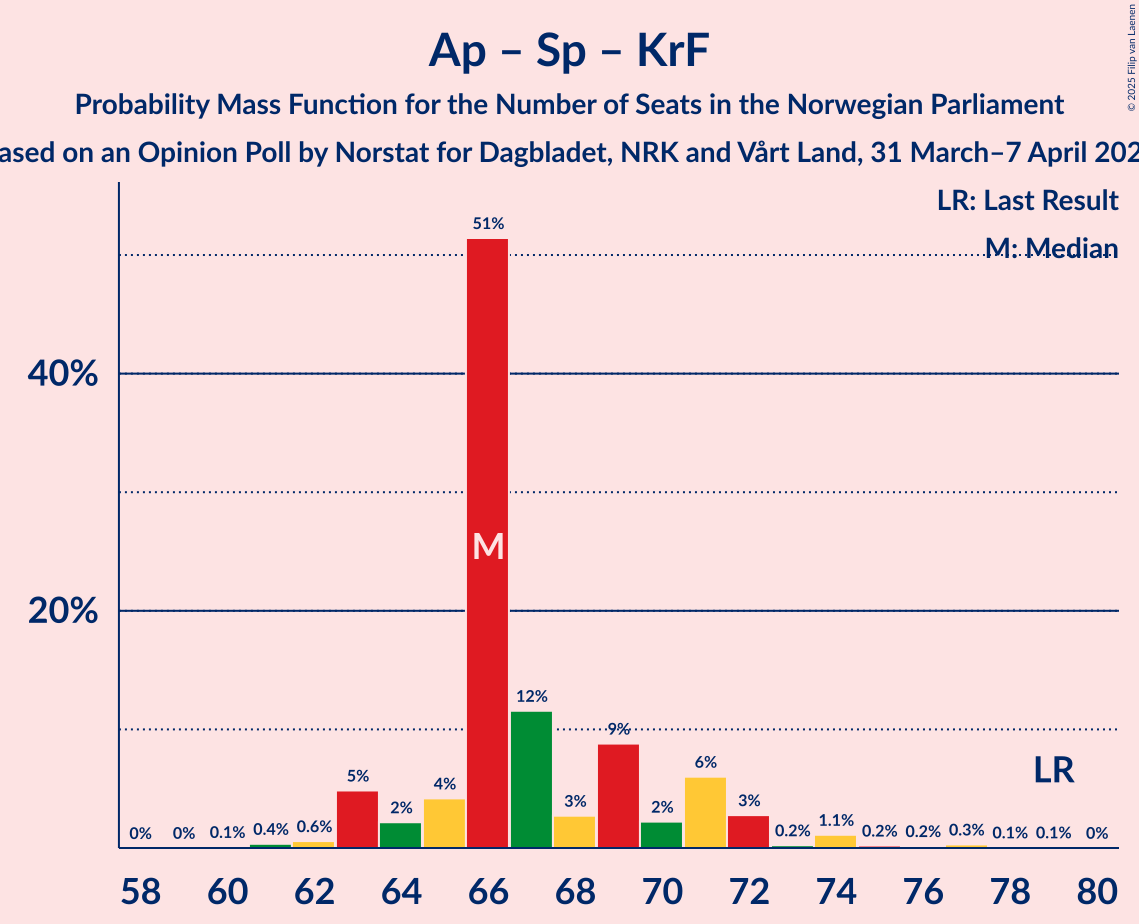 Ap – Sp – KrF
Probability Mass Function for the Number of Seats in the Norwegian Parliament
ased on an Opinion Poll by Norstat for Dagbladet, NRK and Vårt Land, 31 March–7 April 202
© 2025 Filip van Laenen
LR: Last Result
M: Median
40%
20%
51%
M
12%
9%
LR
6%
5%
4%
2%
3%
2%
3%
0%
0%
0.1%
0.4%
0.6%
0.2%
1.1%
0.2%
0.2%
0.3%
0.1%
0.1%
0%
58 60 62 64 66 68 70 72 74 76 78 80